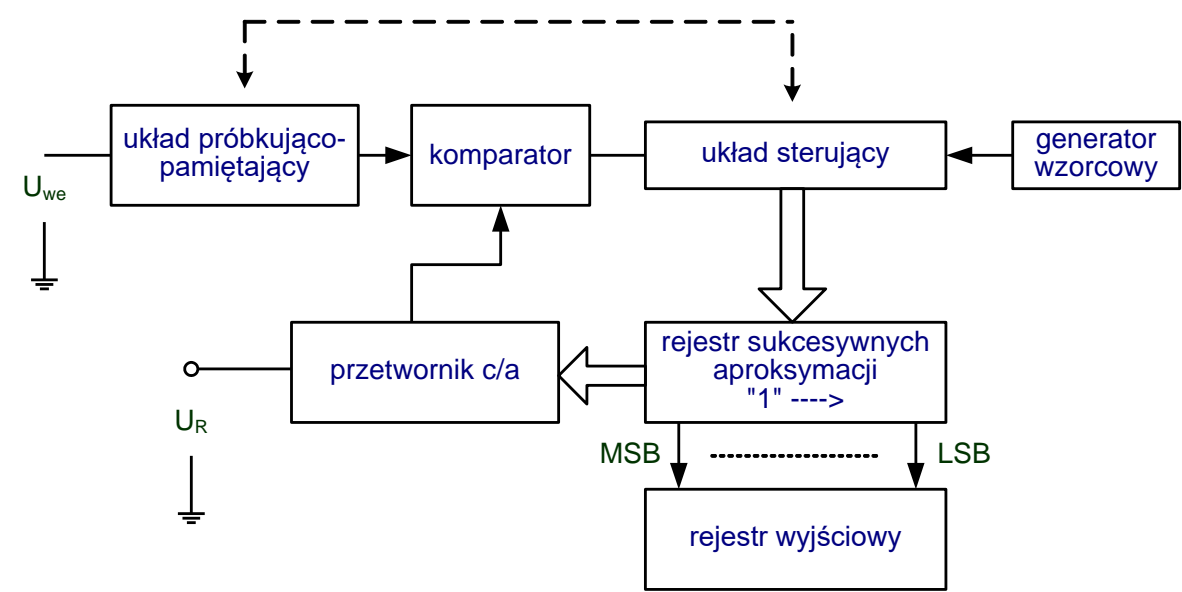 układ próbkująco-
pamiętający
komparator
układ sterujący
generator
wzorcowy
Uwe
przetwornik c/a
rejestr sukcesywnych
aproksymacji
"1" ---->
UR
MSB
LSB
rejestr wyjściowy